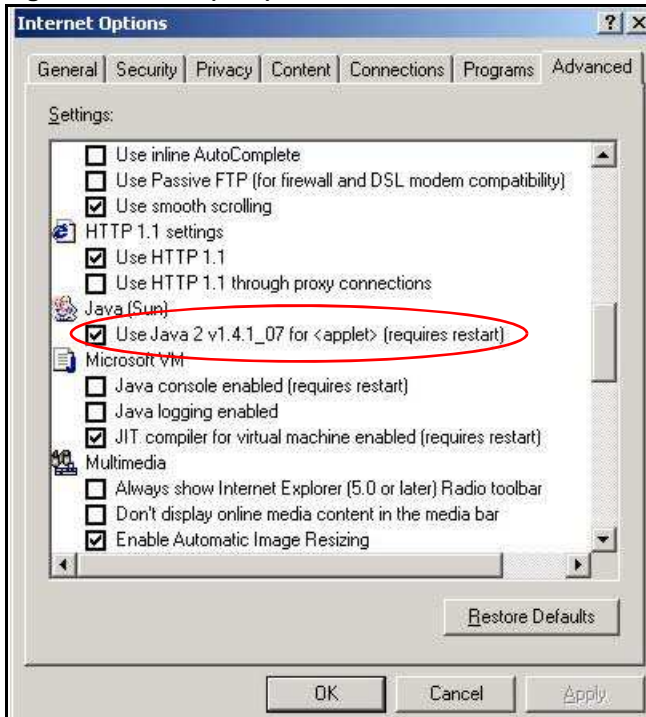 Internet Options
General Security Privacy Content Connections Programs Advanced
Settings:
Use inline AutoComplete
Use Passive FTP (for firewall and DSL modem compatibility)
Use smooth scrolling
HTTP 1.1 settings
Use HTTP 1.1
Use HTTP 1.1 through proxy connections
Java (Sun)
Use Java 2 v1.4.1_07 for <applet> (requires restart)
Microsoft VM
Java console enabled (requires restart)
Java logging enabled
JIT compiler for virtual machine enabled (requires restart)
Multimedia
Always show Internet Explorer (5.0 or later) Radio toolbar
Don't display online media content in the media bar
Enable Automatic Image Resizing
Restore Defaults
OK Cancel Apply